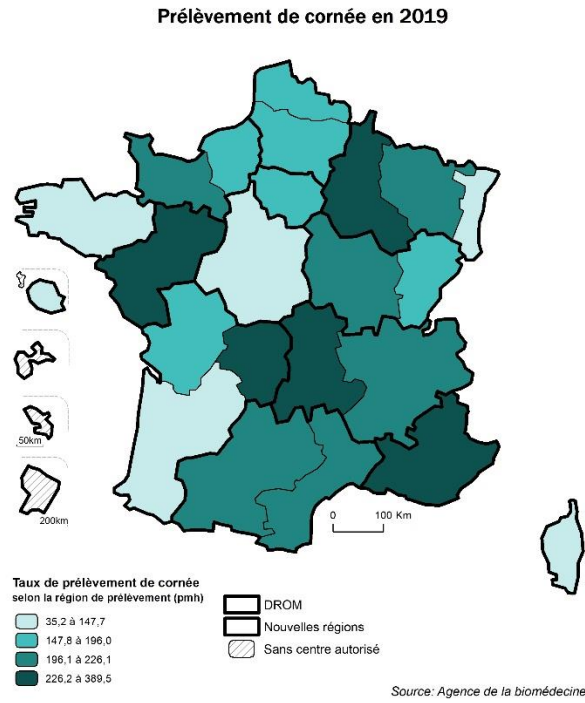 Prélèvement de cornée en 2019
50km
200km
0 100 Km
Taux de prélèvement de cornée
selon la région de prélèvement (pmh)
35,2 à 147,7
147,8 à 196,0
196,1 à 226,1
226,2 à 389,5
DROM
Nouvelles régions
Sans centre autorisé
Source: Agence de la biomédecine